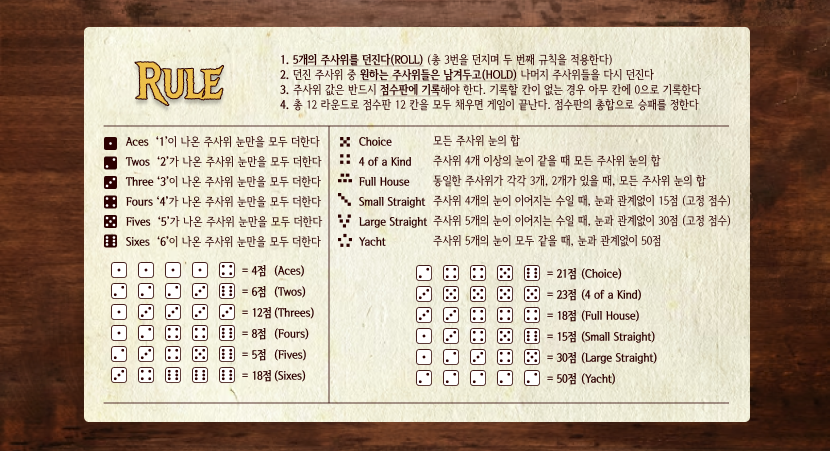 RULE
1. 5개의 주사위를 던진다(ROLL) (총 3번을 던지며 두 번째 규칙을 적용한다)
2. 던진 주사위 중 원하는 주사위들은 남겨두고(HOLD) 나머지 주사위들을 다시 던진다
3. 주사위 값은 반드시 점수판에 기록해야 한다. 기록할 칸이 없는 경우 아무 칸에 0으로 기록한다
4. 총 12 라운드로 점수판 12 칸을 모두 채우면 게임이 끝난다. 점수판의 총합으로 승패를 정한다
Aces ‘1’이 나온 주사위 눈만을 모두 더한다
Twos ‘2’가 나온 주사위 눈만을 모두 더한다
Three ‘3’이 나온 주사위 눈만을 모두 더한다
Fours ‘4’가 나온 주사위 눈만을 모두 더한다
Fives ‘5’가 나온 주사위 눈만을 모두 더한다
Sixes ‘6’이 나온 주사위 눈만을 모두 더한다
= 4점 (Aces)
= 6점 (Twos)
= 12점 (Threes)
= 8점 (Fours)
= 5점 (Fives)
= 18점 (Sixes)
Choice 모든 주사위 눈의 합
4 of a Kind 주사위 4개 이상의 눈이 같을 때 모든 주사위 눈의 합
Full House 동일한 주사위가 각각 3개, 2개가 있을 때, 모든 주사위 눈의 합
Small Straight 주사위 4개의 눈이 이어지는 수일 때, 눈과 관계없이 15점 (고정 점수)
Large Straight 주사위 5개의 눈이 이어지는 수일 때, 눈과 관계없이 30점 (고정 점수)
Yacht 주사위 5개의 눈이 모두 같을 때, 눈과 관계없이 50점
= 21점 (Choice)
= 23점 (4 of a Kind)
= 18점 (Full House)
= 15점 (Small Straight)
= 30점 (Large Straight)
= 50점 (Yacht)